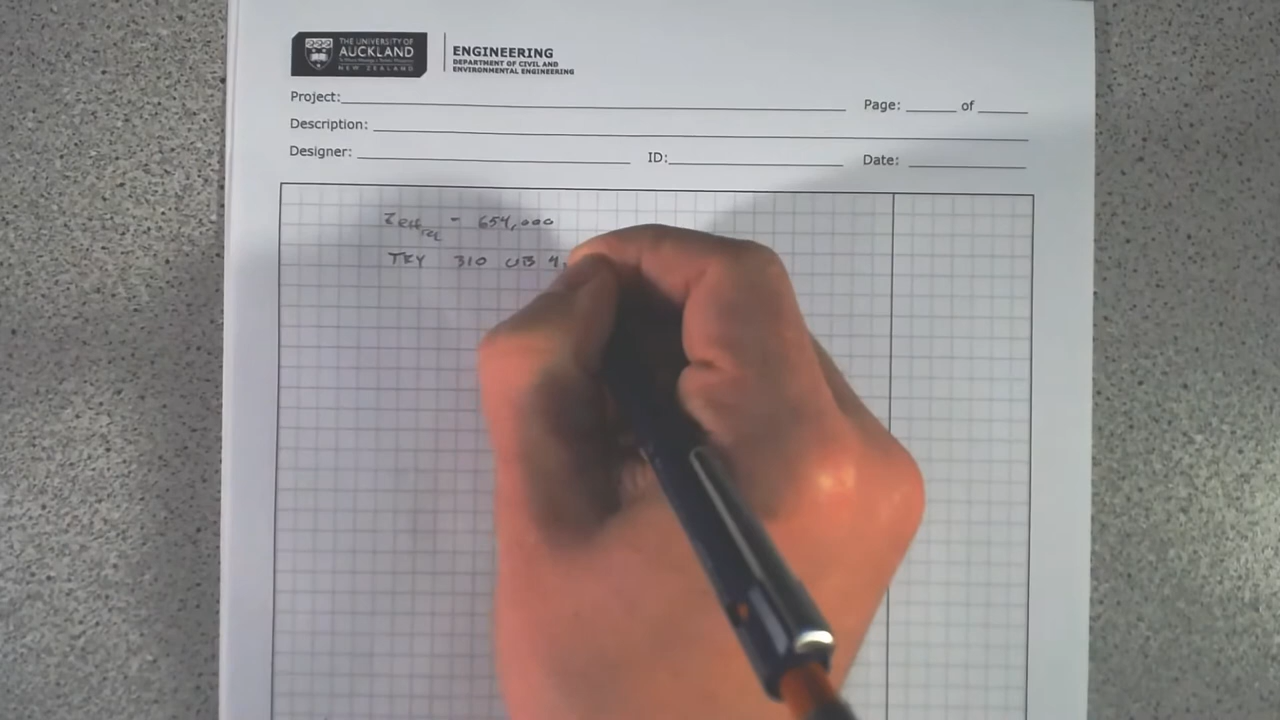 THE UNIVERSITY OF
AUCKLAND
NEW ZEALAND
ENGINEERING
DEPARTMENT OF CIVIL AND
ENVIRONMENTAL ENGINEERING
Project: Page: of
Description:
Designer: ID: Date:
Zeff req = 654,000
TRY 310 UB 4